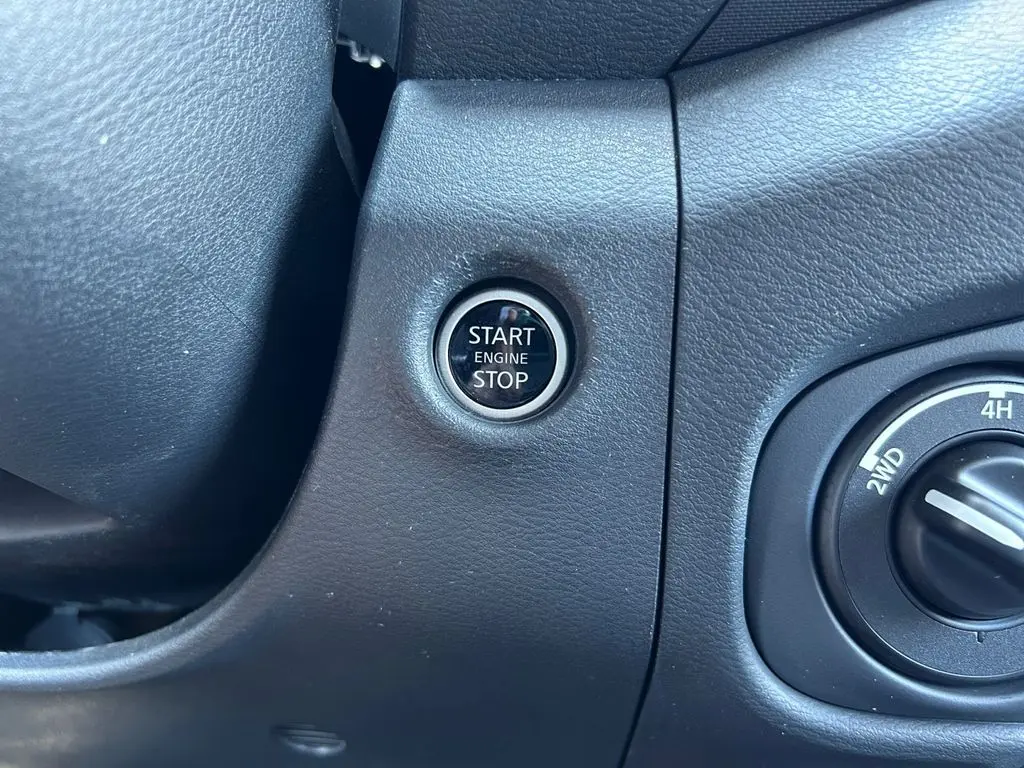 START
ENGINE
STOP
4H
2WD